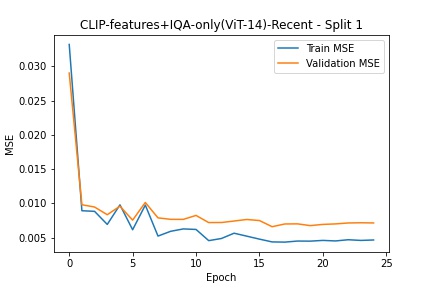 CLIP-features+IQA-only(ViT-14)-Recent - Split 1
Train MSE
Validation MSE
MSE
0.030
0.025
0.020
0.015
0.010
0.005
0 5 10 15 20 25
Epoch